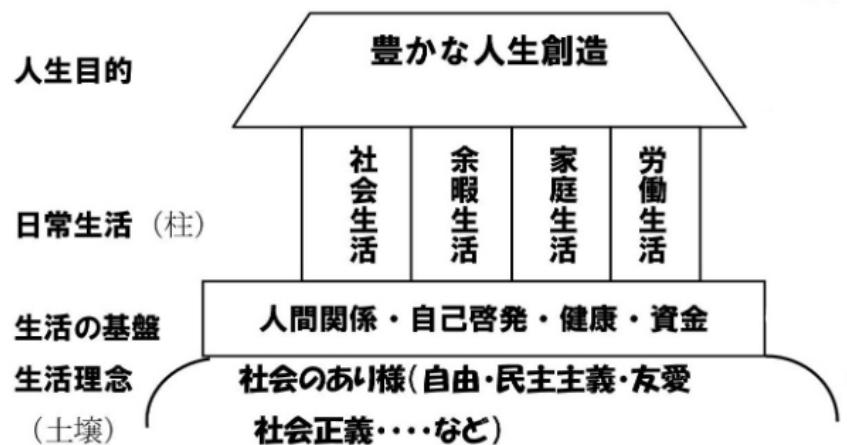 人生目的
豊かな人生創造
日常生活（柱）
社会生活
余暇生活
家庭生活
労働生活
生活の基盤
人間関係・自己啓発・健康・資金
生活理念
（土壌）
社会のあり様（自由・民主主義・友愛
社会正義・・・・など）